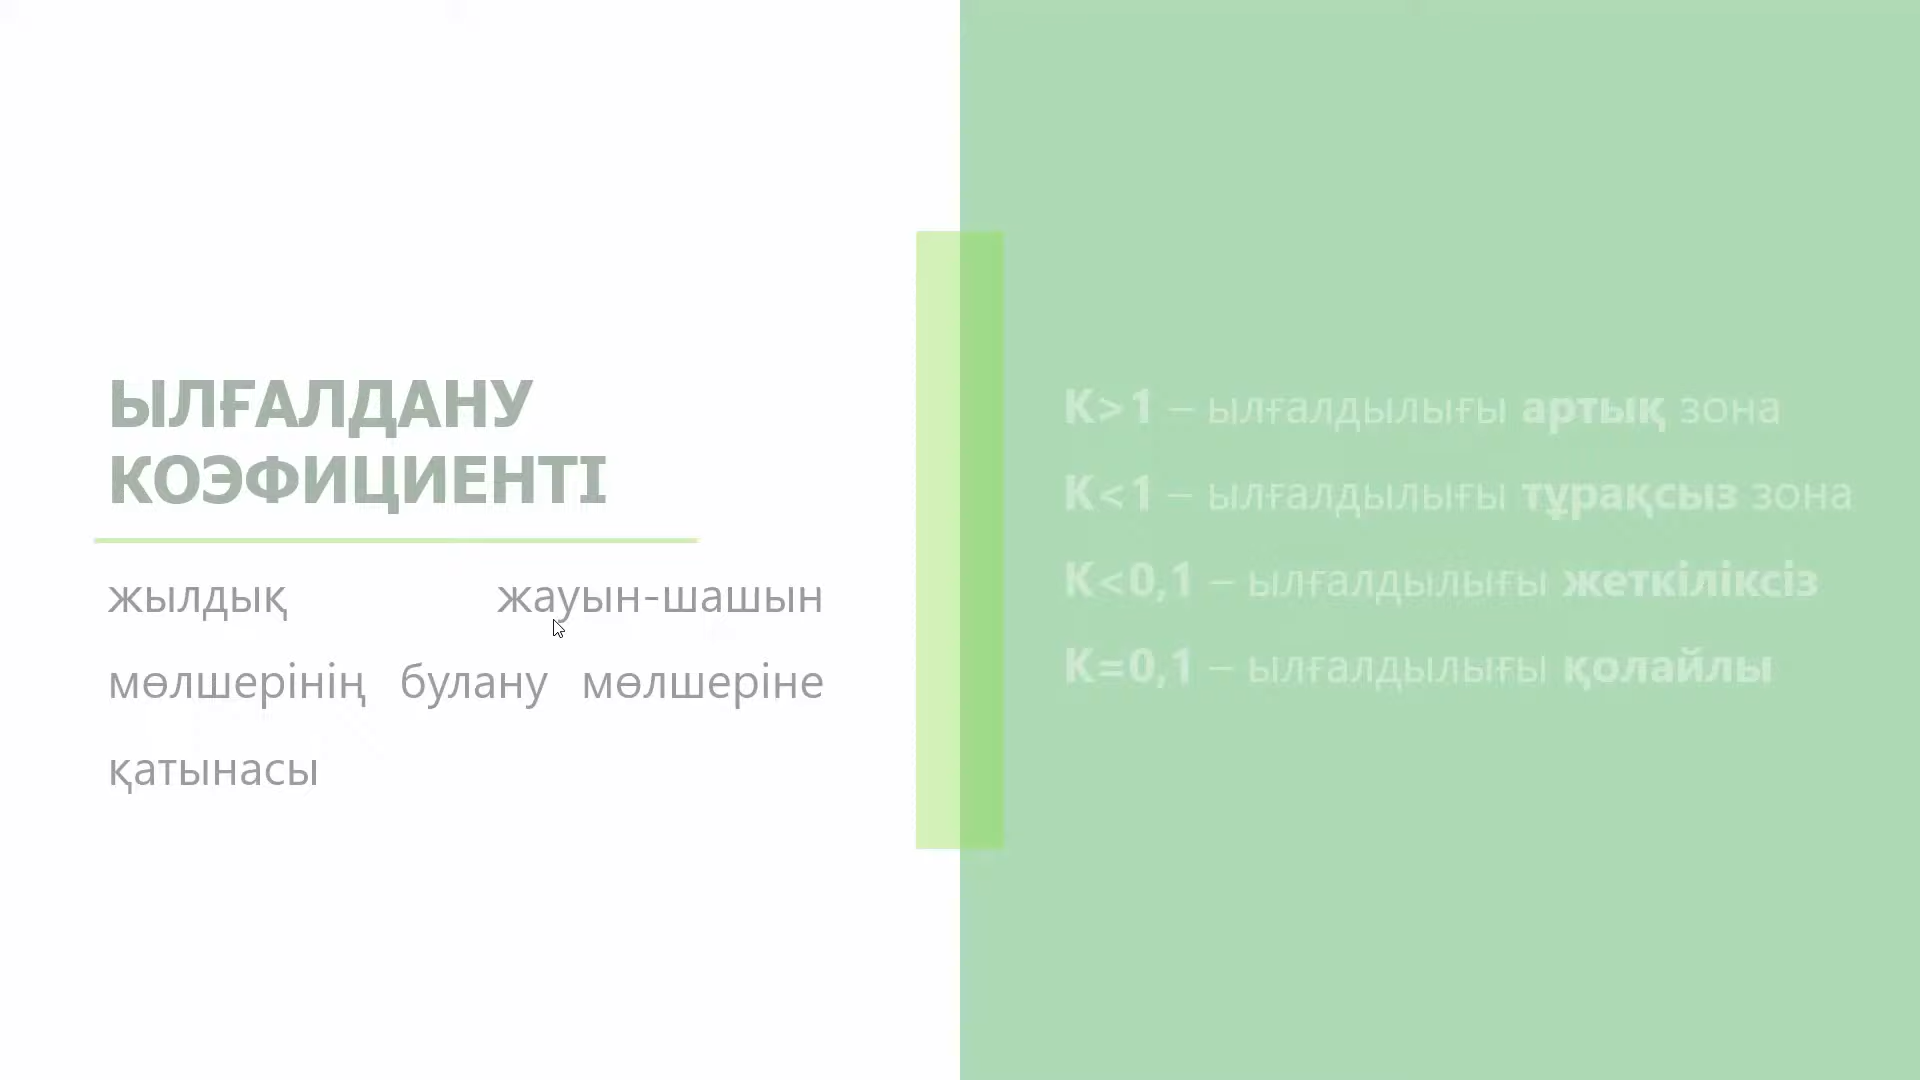 ЫЛҒАЛДАНУ
КОЭФИЦИЕНТІ
жылдық жауын-шашын
мөлшерінің булану мөлшеріне
қатынасы
К>1 – ылғалдылығы артық зона
К<1 – ылғалдылығы тұрақсыз зона
К<0,1 – ылғалдылығы жеткіліксіз
К=0,1 – ылғалдылығы қолайлы